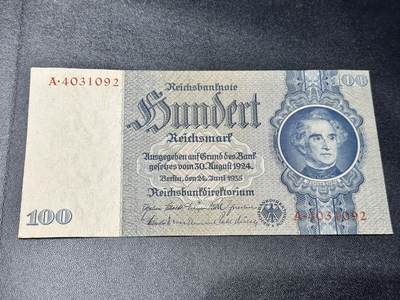 A·4031092
Reichsbanknote
100
Hundert
Reichsmark
Ausgegeben auf Grund des Bank
gesetzes vom 30. August 1924.
Berlin, den 24. Juni 1935
Reichsbankdirektorium
100
A·4031092